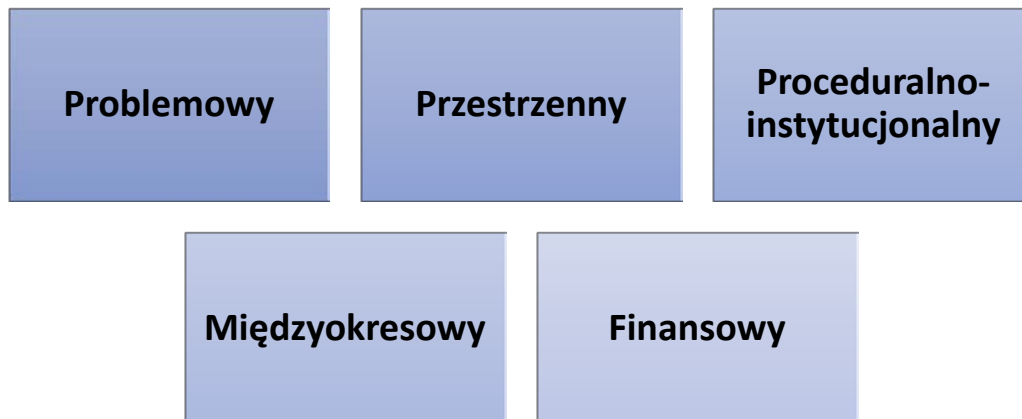 Problemowy
Przestrzenny
Proceduralno-
instytucjonalny
Międzyokresowy
Finansowy